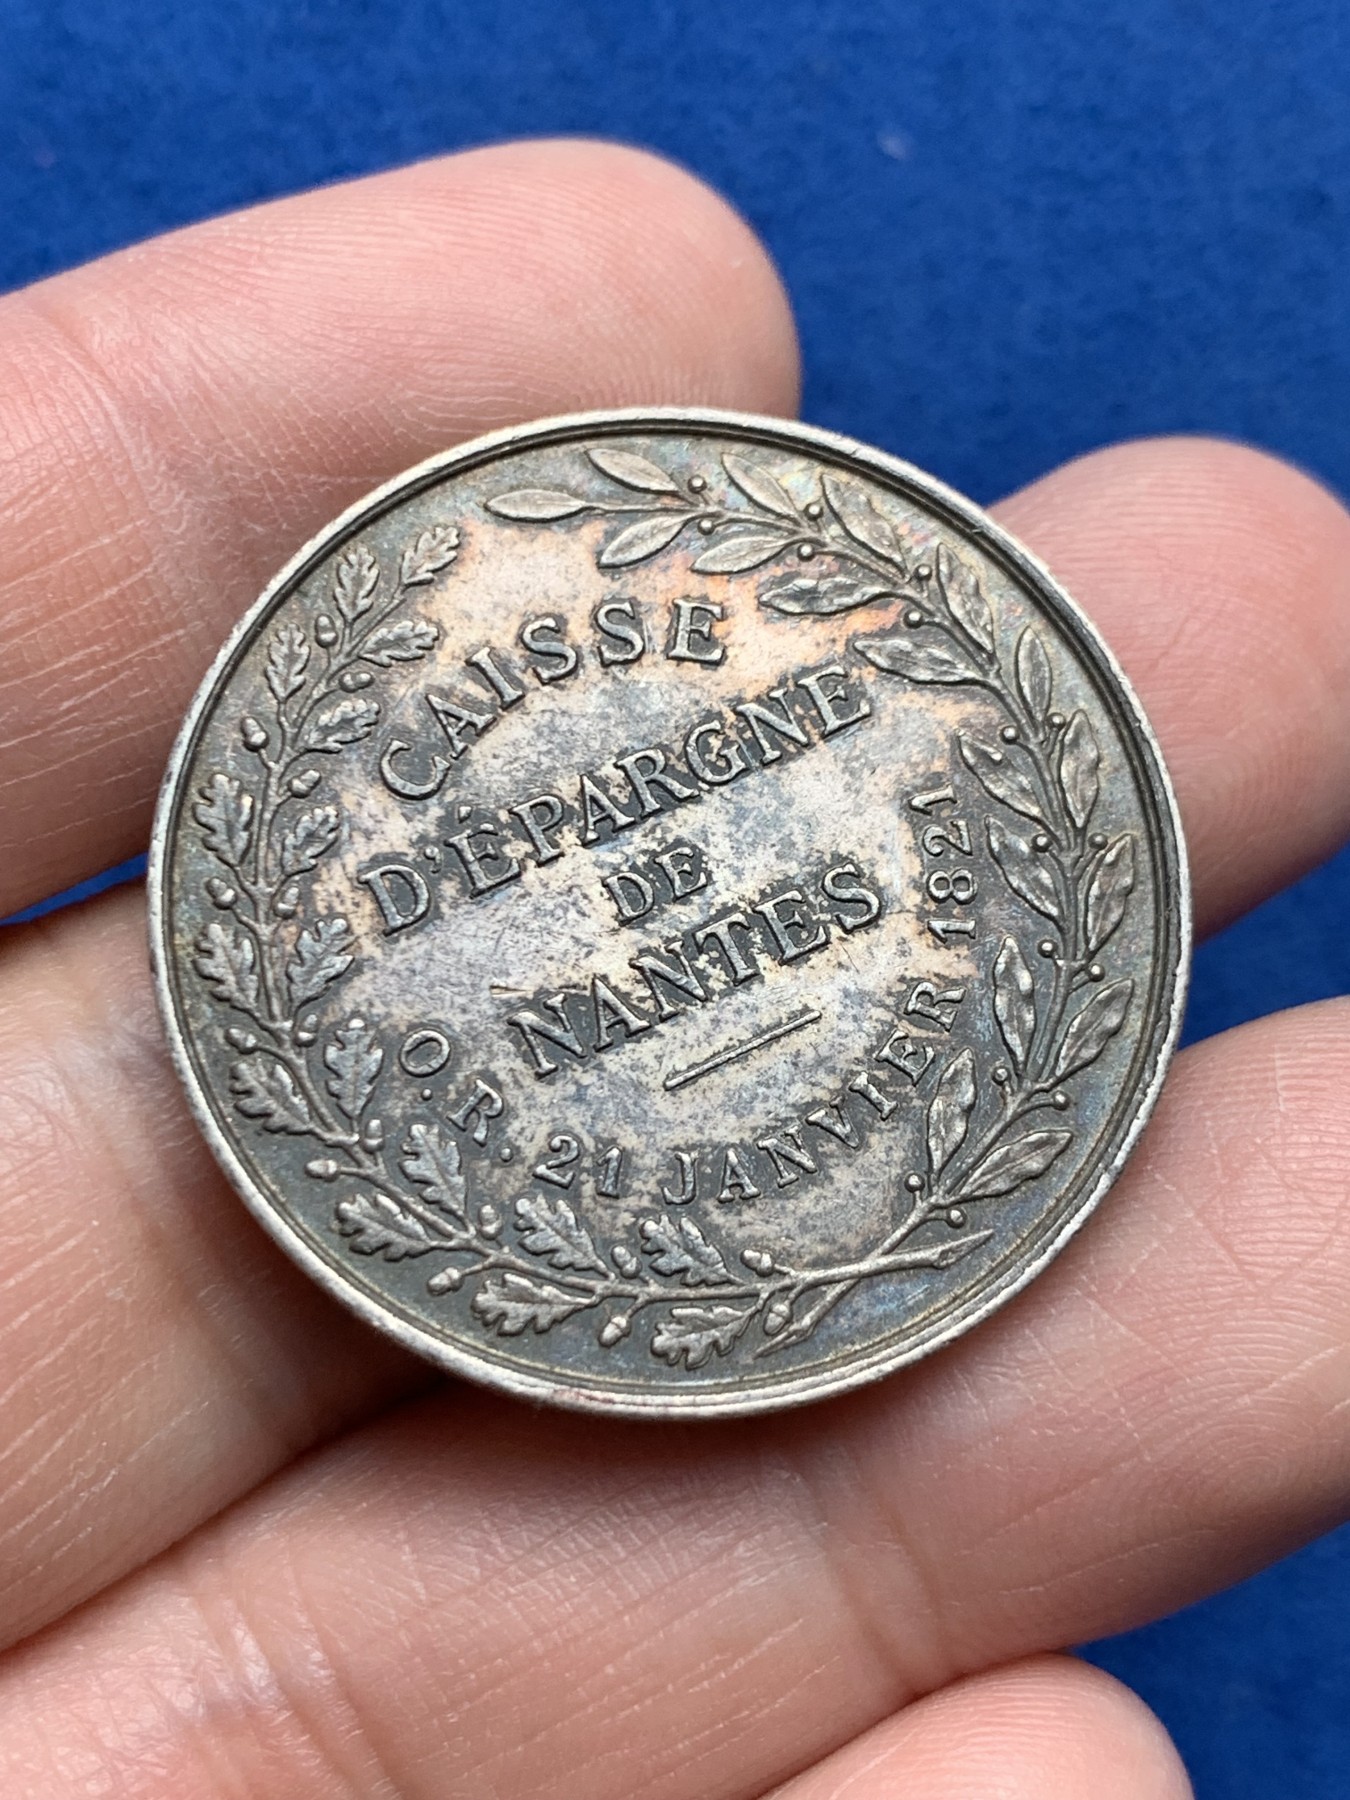 CAISSE
D'ÉPARGNE
DE
NANTES
O.R. 21 JANVIER 1821